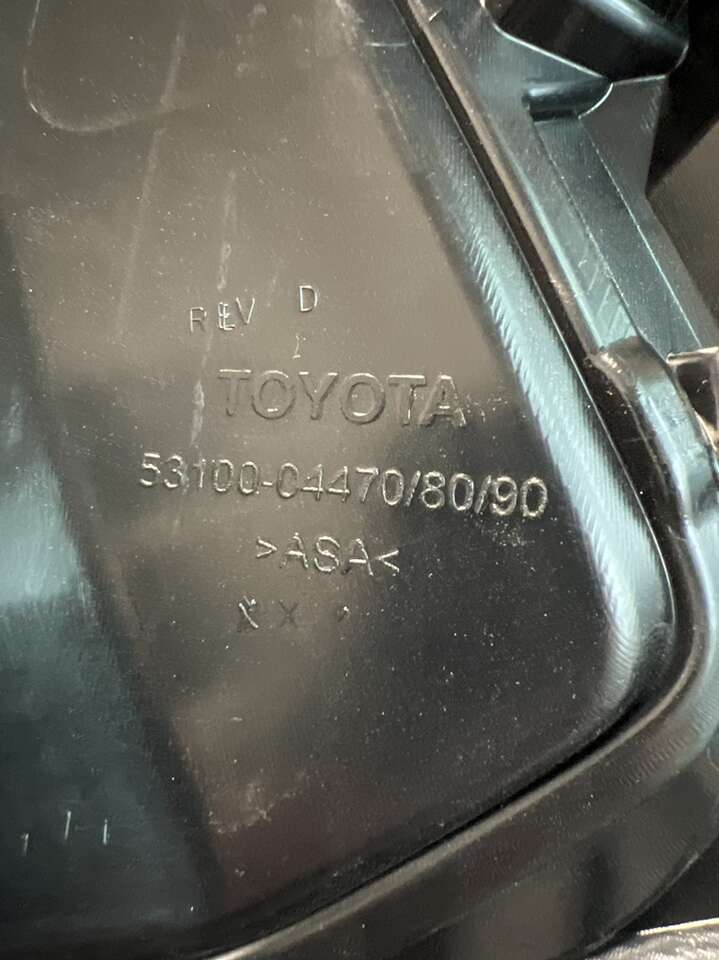 REV D
TOYOTA
53100-04470/80/90
>ASA<
X X